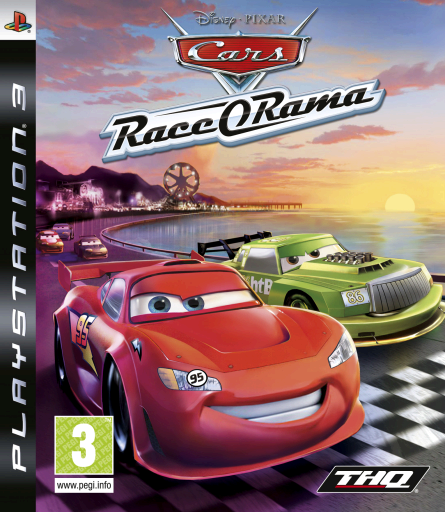 PLAYSTATION 3
Disney · PIXAR
Cars
Race O Rama
htB
86
95
95
3
www.pegi.info
THQ